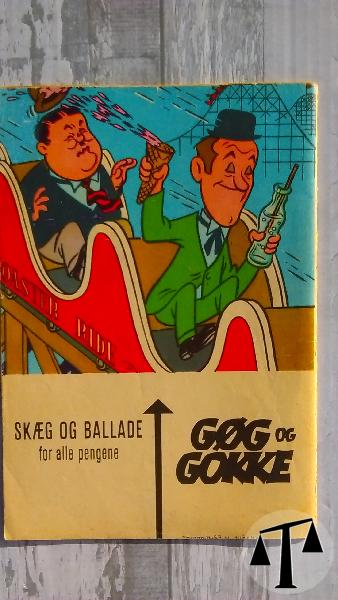 COASTER RIDE
SKÆG OG BALLADE
for alle pengene
GØG OG
GOKKE